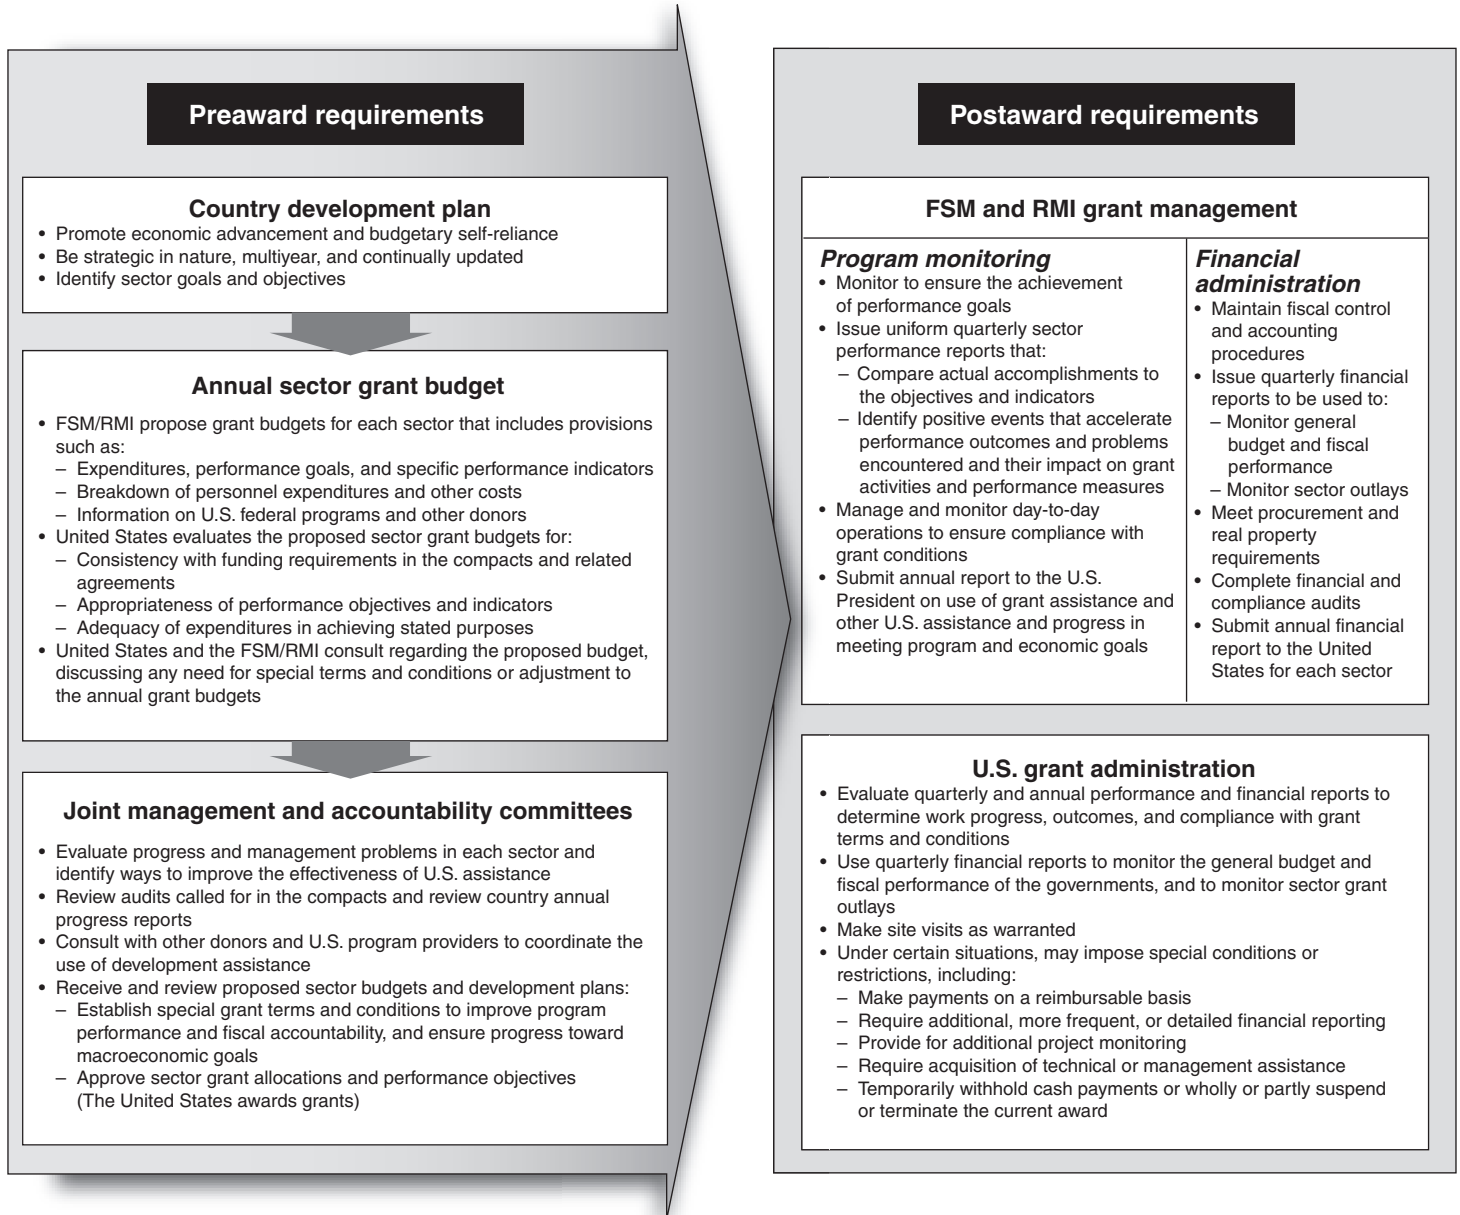 Preaward requirements
Country development plan
• Promote economic advancement and budgetary self-reliance
• Be strategic in nature, multiyear, and continually updated
• Identify sector goals and objectives
Annual sector grant budget
• FSM/RMI propose grant budgets for each sector that includes provisions
such as:
– Expenditures, performance goals, and specific performance indicators
– Breakdown of personnel expenditures and other costs
– Information on U.S. federal programs and other donors
• United States evaluates the proposed sector grant budgets for:
– Consistency with funding requirements in the compacts and related
agreements
– Appropriateness of performance objectives and indicators
– Adequacy of expenditures in achieving stated purposes
• United States and the FSM/RMI consult regarding the proposed budget,
discussing any need for special terms and conditions or adjustment to
the annual grant budgets
Joint management and accountability committees
• Evaluate progress and management problems in each sector and
identify ways to improve the effectiveness of U.S. assistance
• Review audits called for in the compacts and review country annual
progress reports
• Consult with other donors and U.S. program providers to coordinate the
use of development assistance
• Receive and review proposed sector budgets and development plans:
– Establish special grant terms and conditions to improve program
performance and fiscal accountability, and ensure progress toward
macroeconomic goals
– Approve sector grant allocations and performance objectives
(The United States awards grants)
Postaward requirements
FSM and RMI grant management
Program monitoring
• Monitor to ensure the achievement
of performance goals
• Issue uniform quarterly sector
performance reports that:
– Compare actual accomplishments to
the objectives and indicators
– Identify positive events that accelerate
performance outcomes and problems
encountered and their impact on grant
activities and performance measures
• Manage and monitor day-to-day
operations to ensure compliance with
grant conditions
• Submit annual report to the U.S.
President on use of grant assistance and
other U.S. assistance and progress in
meeting program and economic goals
Financial
administration
• Maintain fiscal control
and accounting
procedures
• Issue quarterly financial
reports to be used to:
– Monitor general
budget and fiscal
performance
– Monitor sector outlays
• Meet procurement and
real property
requirements
• Complete financial and
compliance audits
• Submit annual financial
report to the United
States for each sector
U.S. grant administration
• Evaluate quarterly and annual performance and financial reports to
determine work progress, outcomes, and compliance with grant
terms and conditions
• Use quarterly financial reports to monitor the general budget and
fiscal performance of the governments, and to monitor sector grant
outlays
• Make site visits as warranted
• Under certain situations, may impose special conditions or
restrictions, including:
– Make payments on a reimbursable basis
– Require additional, more frequent, or detailed financial reporting
– Provide for additional project monitoring
– Require acquisition of technical or management assistance
– Temporarily withhold cash payments or wholly or partly suspend
or terminate the current award